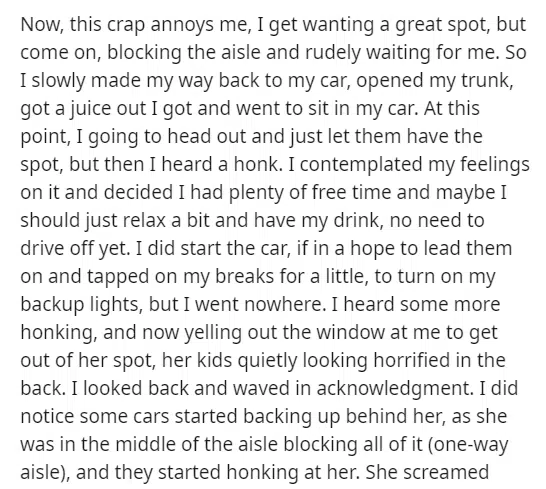 Now, this crap annoys me, I get wanting a great spot, but
come on, blocking the aisle and rudely waiting for me. So
I slowly made my way back to my car, opened my trunk,
got a juice out I got and went to sit in my car. At this
point, I going to head out and just let them have the
spot, but then I heard a honk. I contemplated my feelings
on it and decided I had plenty of free time and maybe I
should just relax a bit and have my drink, no need to
drive off yet. I did start the car, if in a hope to lead them
on and tapped on my breaks for a little, to turn on my
backup lights, but I went nowhere. I heard some more
honking, and now yelling out the window at me to get
out of her spot, her kids quietly looking horrified in the
back. I looked back and waved in acknowledgment. I did
notice some cars started backing up behind her, as she
was in the middle of the aisle blocking all of it (one-way
aisle), and they started honking at her. She screamed